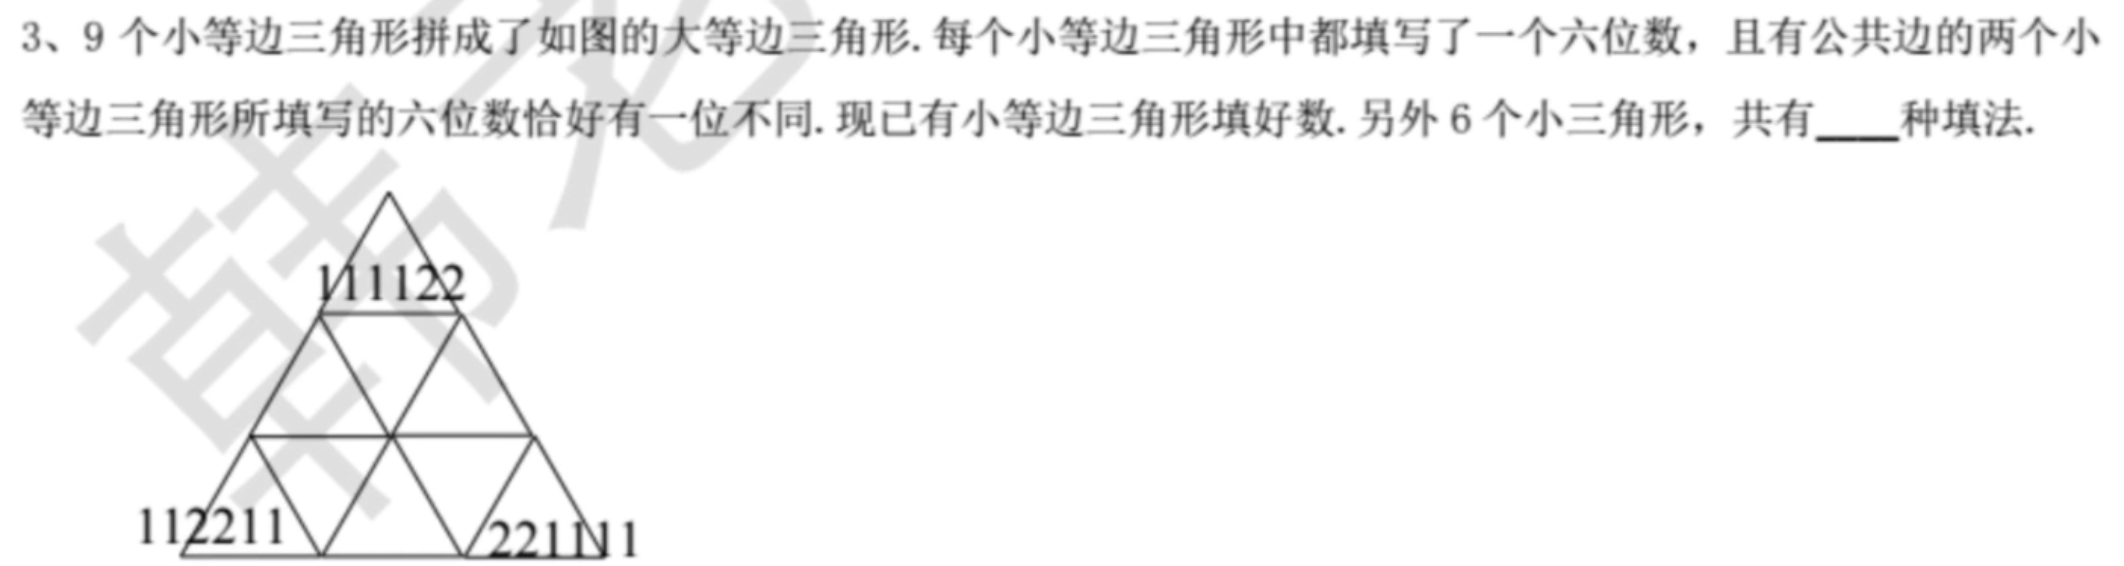 3、9 个小等边三角形拼成了如图的大等边三角形.每个小等边三角形中都填写了一个六位数，且有公共边的两个小
等边三角形所填写的六位数恰好有一位不同.现已有小等边三角形填好数.另外 6 个小三角形，共有____种填法.
111122
112211
221111